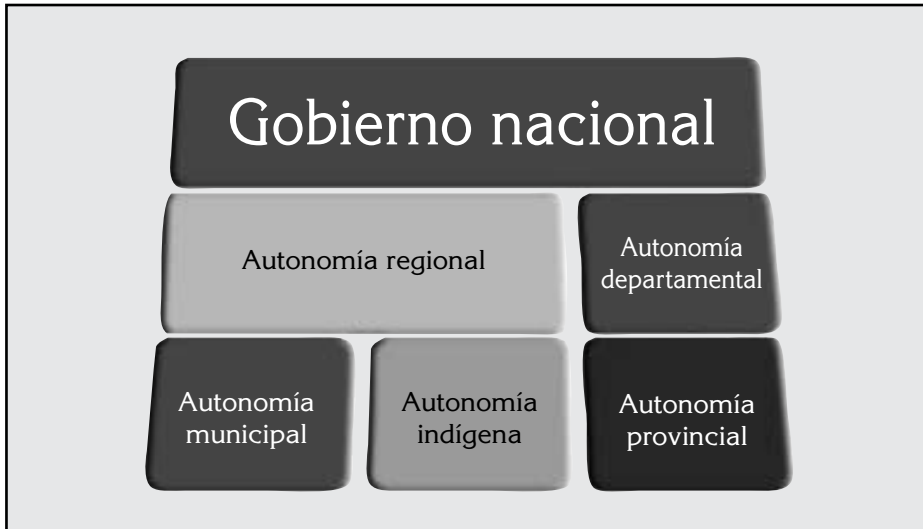 Gobierno nacional
Autonomía regional
Autonomía
departamental
Autonomía
municipal
Autonomía
indígena
Autonomía
provincial